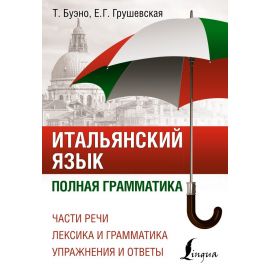 Т. Буэно, Е.Г. Грушевская
ИТАЛЬЯНСКИЙ
ЯЗЫК
ПОЛНАЯ ГРАММАТИКА
ЧАСТИ РЕЧИ
ЛЕКСИКА И ГРАММАТИКА
УПРАЖНЕНИЯ И ОТВЕТЫ
Lingua